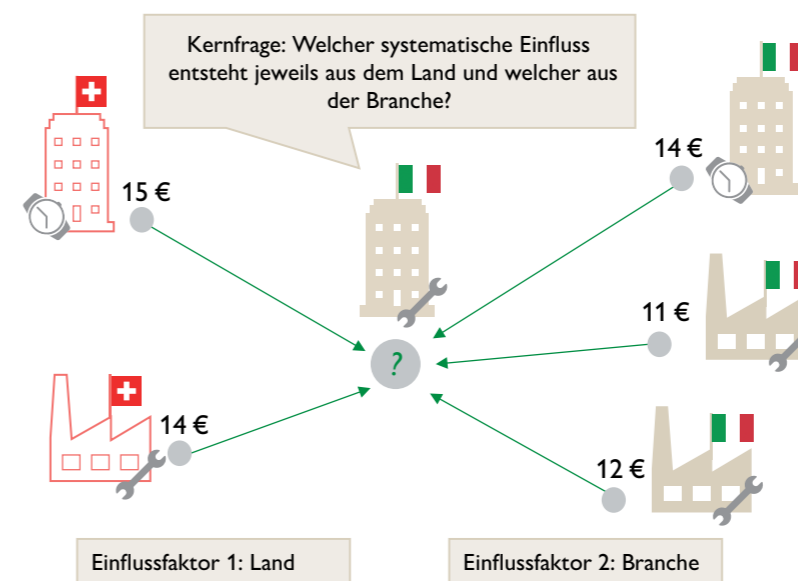 Kernfrage: Welcher systematische Einfluss
entsteht jeweils aus dem Land und welcher aus
der Branche?
15 €
14 €
11 €
?
14 €
12 €
Einflussfaktor 1: Land
Einflussfaktor 2: Branche